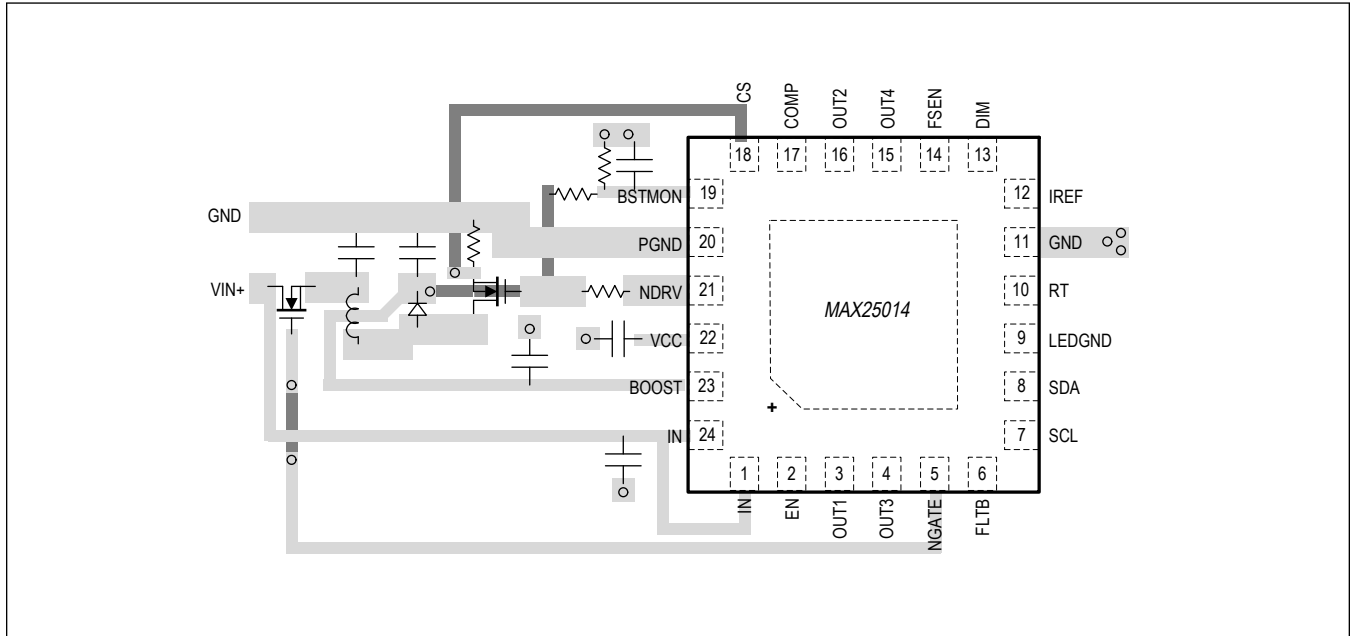 CS
COMP
OUT2
OUT4
FSEN
DIM
18
17
16
15
14
13
BSTMON 19
12 IREF
GND
PGND 20
11 GND
VIN+
NDRV 21
10 RT
MAX25014
VCC 22
9 LEDGND
BOOST 23
8 SDA
+
IN 24
7 SCL
1
2
3
4
5
6
IN
EN
OUT1
OUT3
NGATE
FLTB